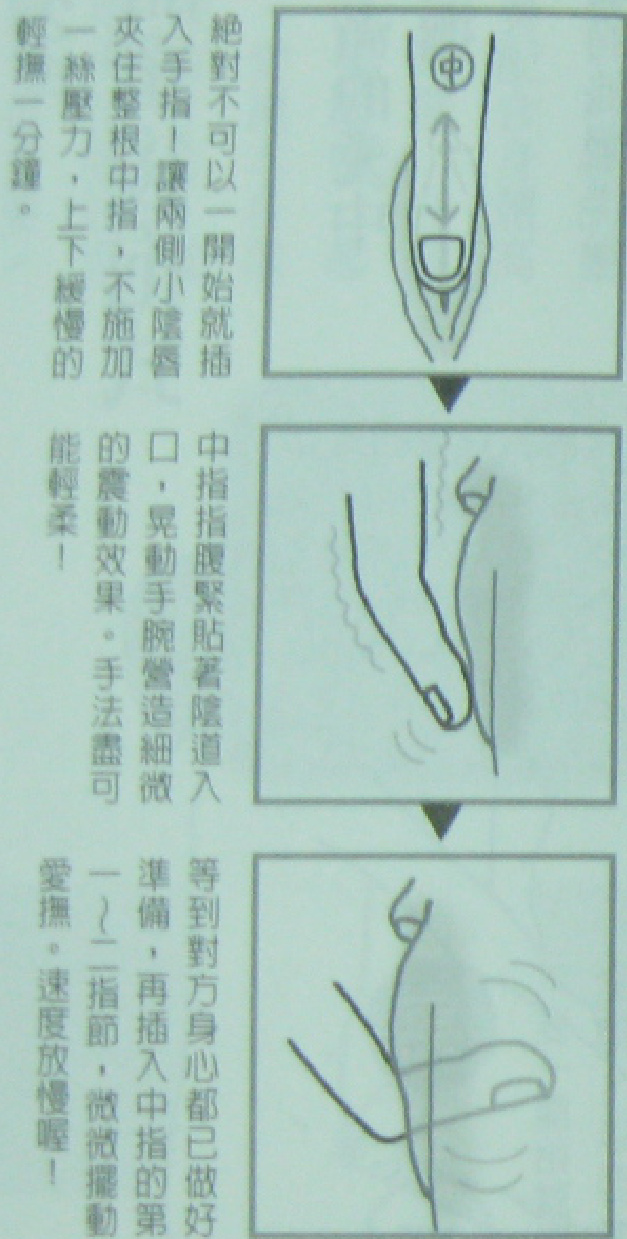 中
絕對不可以一開始就插
入手指！讓兩側小陰唇
夾住整根中指，不施加
一絲壓力，上下緩慢的
輕撫一分鐘。
中指指腹緊貼著陰道入
口，晃動手腕營造細微
的震動效果。手法盡可
能輕柔！
等到對方身心都已做好
準備，再插入中指的第
一～二指節，微微擺動
愛撫。速度放慢喔！